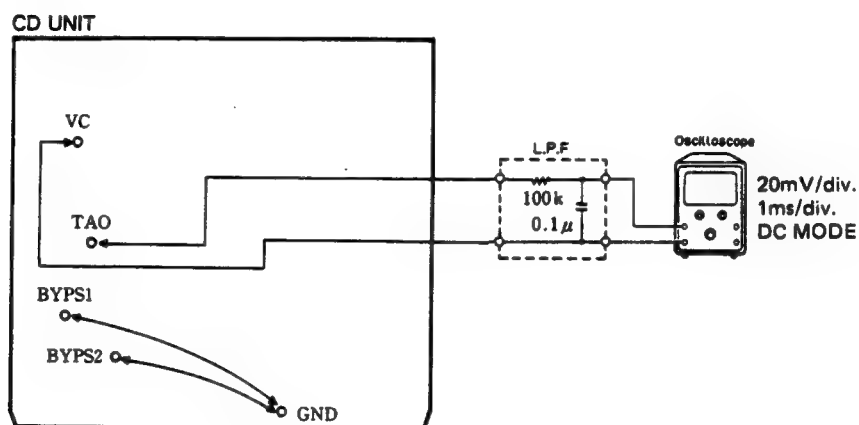 CD UNIT
VC
TAO
BYPS1
BYPS2
GND
L.P.F
100k
0.1μ
Oscilloscope
20mV/div.
1ms/div.
DC MODE